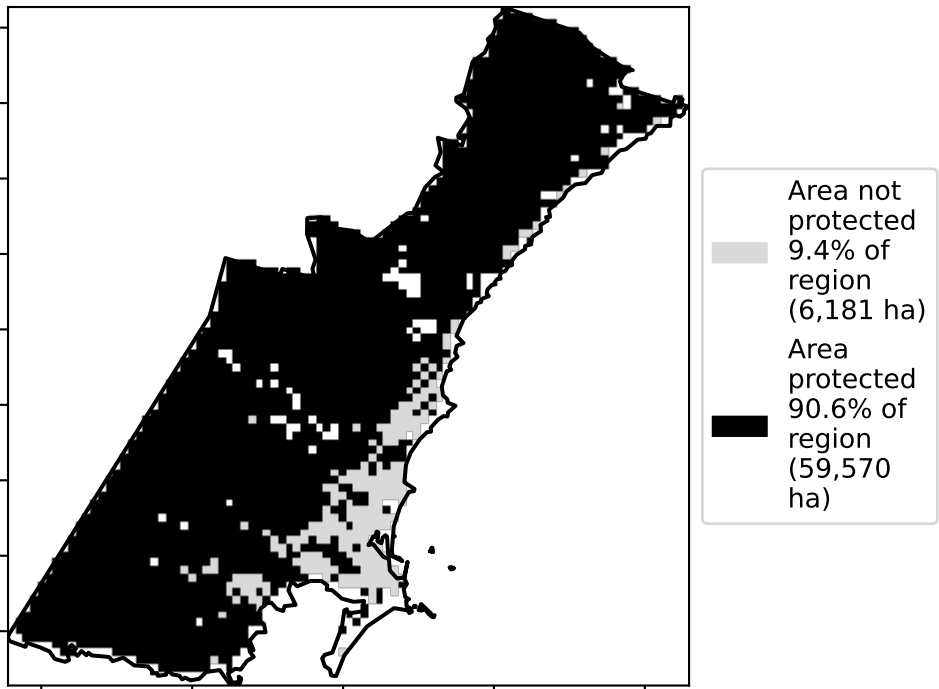 Area not
protected
9.4% of
region
(6,181 ha)
Area
protected
90.6% of
region
(59,570
ha)